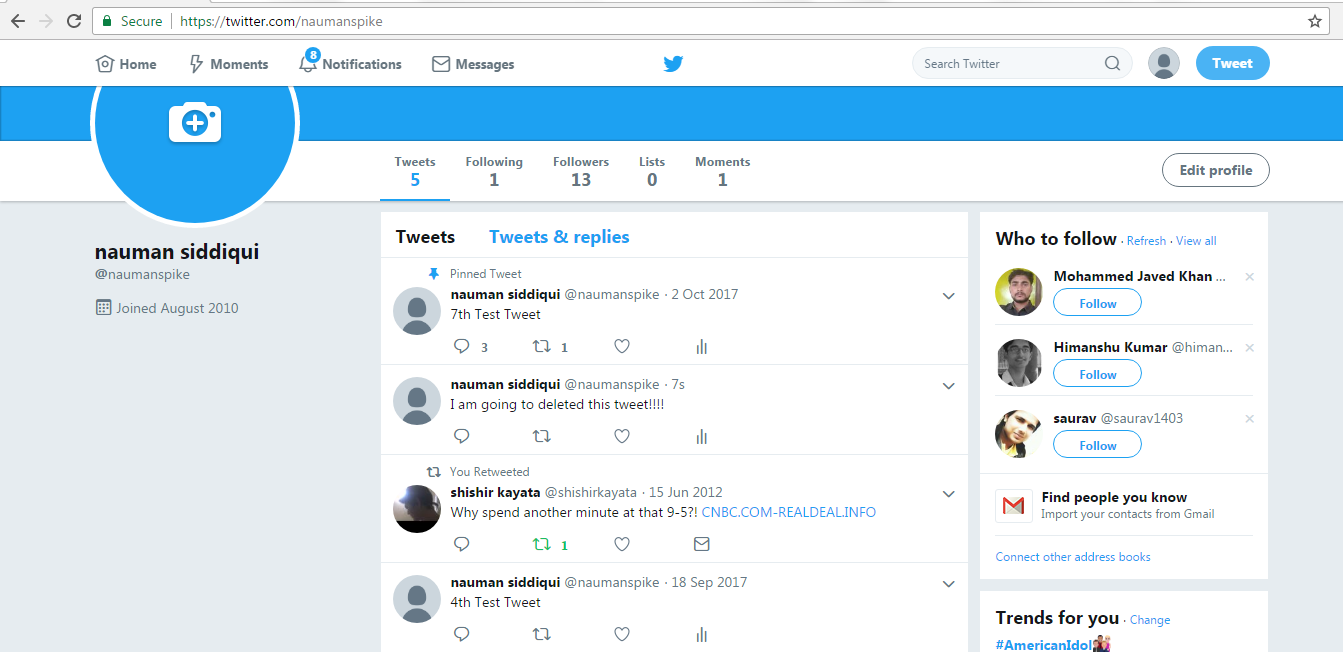 Secure https://twitter.com/naumanspike
Home Moments 8 Notifications Messages Search Twitter Tweet
Tweets Following Followers Lists Moments
5 1 13 0 1
Edit profile
nauman siddiqui
@naumanspike
Joined August 2010
Tweets Tweets & replies
Pinned Tweet
nauman siddiqui @naumanspike · 2 Oct 2017
7th Test Tweet
3 1
nauman siddiqui @naumanspike · 7s
I am going to deleted this tweet!!!!
You Retweeted
shishir kayata @shishirkayata · 15 Jun 2012
Why spend another minute at that 9-5?! CNBC.COM-REALDEAL.INFO
1
nauman siddiqui @naumanspike · 18 Sep 2017
4th Test Tweet
Who to follow · Refresh · View all
Mohammed Javed Khan ...
Follow
Himanshu Kumar @himan...
Follow
saurav @saurav1403
Follow
Find people you know
Import your contacts from Gmail
Connect other address books
Trends for you · Change
#AmericanIdol